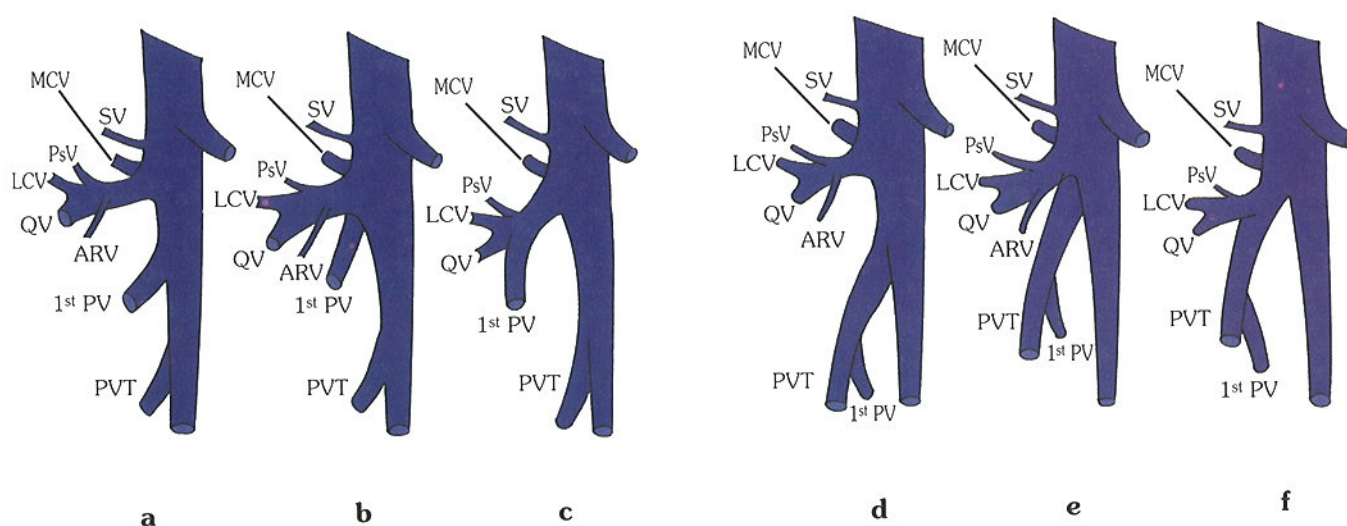 MCV
SV
PsV
LCV
QV
ARV
1st PV
PVT
a
MCV
SV
PsV
LCV
QV
ARV
1st PV
PVT
b
SV
MCV
PsV
LCV
QV
1st PV
PVT
c
MCV
SV
PsV
LCV
QV
ARV
PVT
1st PV
d
MCV
SV
PsV
LCV
QV
ARV
PVT
1st PV
e
MCV
SV
PsV
LCV
QV
PVT
1st PV
f